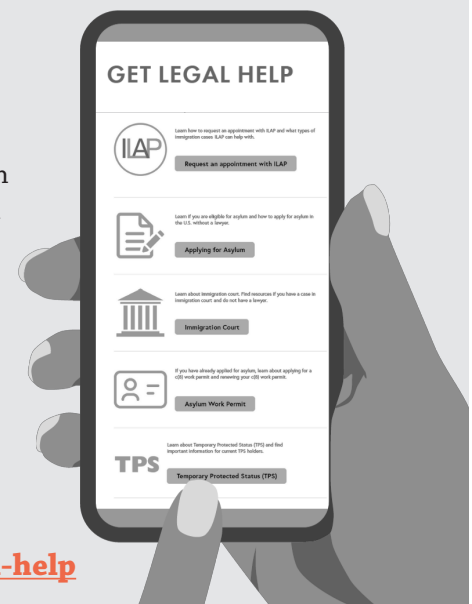 GET LEGAL HELP
ILAP
Learn how to request an appointment with ILAP and what types of
immigration cases ILAP can help with.
Request an appointment with ILAP
Learn if you are eligible for asylum and how to apply for asylum in
the U.S. without a lawyer.
Applying for Asylum
Learn about immigration court. Find resources if you have a case in
immigration court and do not have a lawyer.
Immigration Court
If you have already applied for asylum, learn about applying for a
c(8) work permit and renewing your c(8) work permit.
Asylum Work Permit
Learn about Temporary Protected Status (TPS) and find
important information for current TPS holders.
TPS
Temporary Protected Status (TPS)
-help